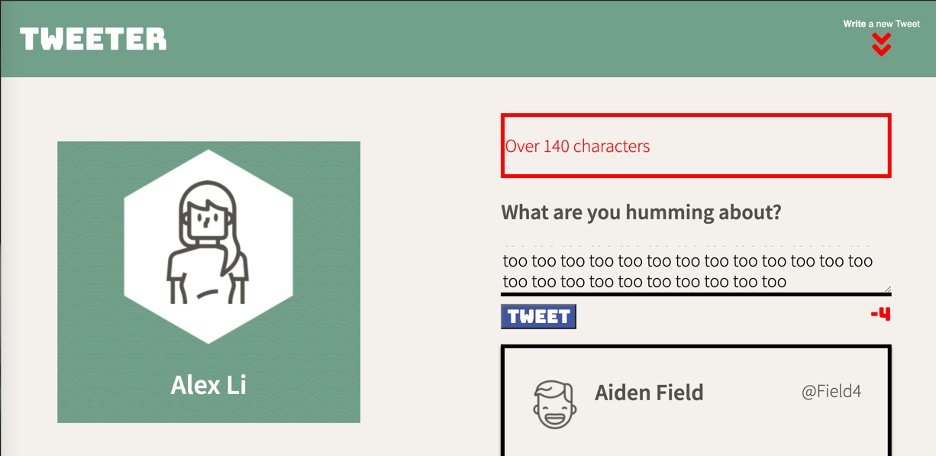 TWEETER
Write a new Tweet
Over 140 characters
What are you humming about?
too too too too too too too too too too too too too
too too too too too too too too too too
TWEET
-4
Alex Li
Aiden Field
@Field4